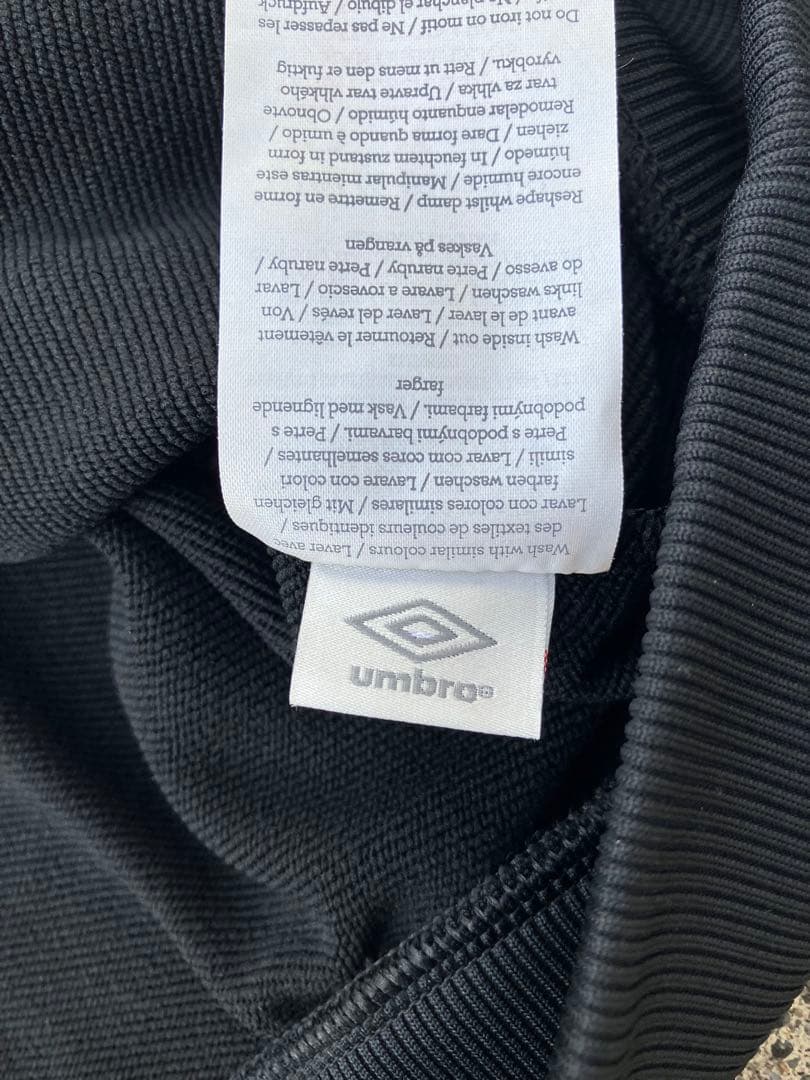 Wash with similar colours / Laver avec
des textiles de couleurs identiques /
Lavar con colores similares / Mit gleichen
farben waschen / Lavare con colori
simili / Lavar com cores semelhantes /
Perte s podobnými barvami / Perte s
podobnými farbami / Vask med lignende
farger
Wash inside out / Retourner le vêtement
avant de le laver / Laver del revés / Von
links waschen / Lavare a rovescio / Lavar
do avesso / Perte naruby / Perte naruby /
Vaskes på vrangen
Reshape whilst damp / Remettre en forme
encore humide / Manipular mientras este
húmedo / In feuchtem zustand in form
ziehen / Dare forma quando è umido /
Remodelar enquanto húmido / Obnovte
tvar za vlhka / Upravte tvar vlhkého
vyrobku. / Rett ut mens den er fuktig
Do not iron on motif / Ne pas repasser les
planchar el dibujo / Aufdruck
umbro®